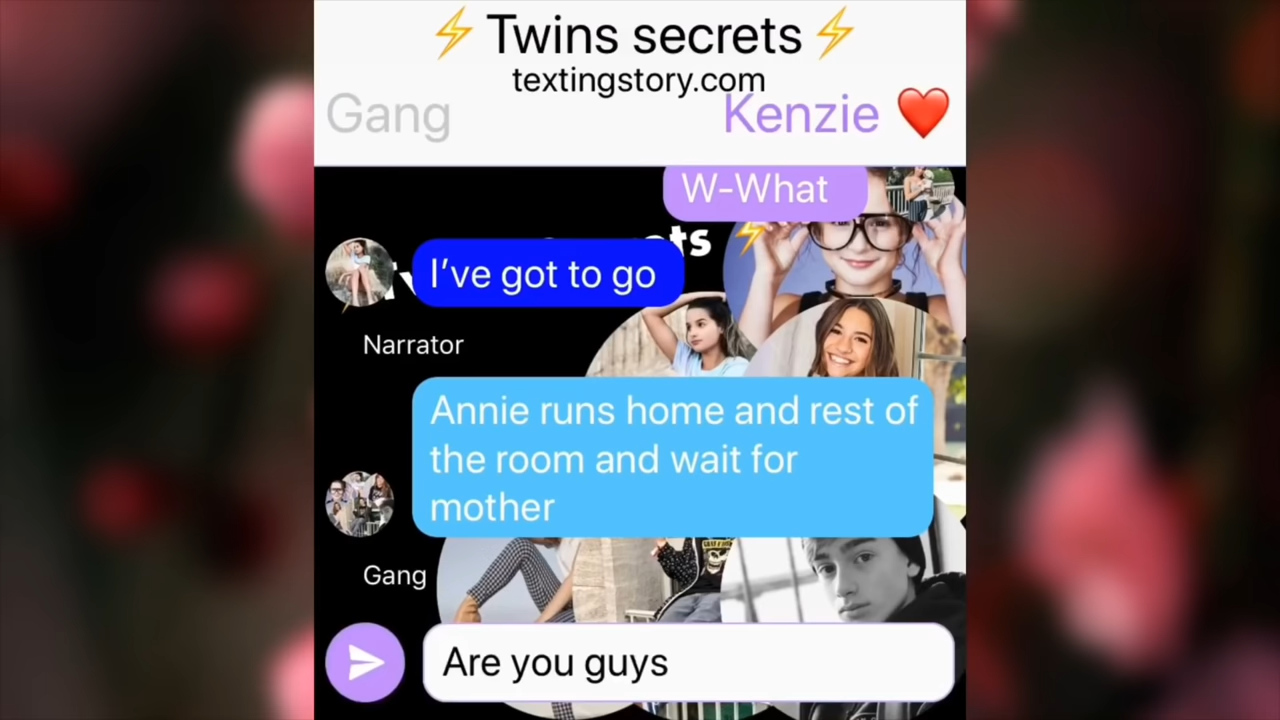 ⚡ Twins secrets ⚡
textingstory.com
Gang
Kenzie ❤️
W-What
I’ve got to go
Narrator
Annie runs home and rest of
the room and wait for
mother
Gang
Are you guys